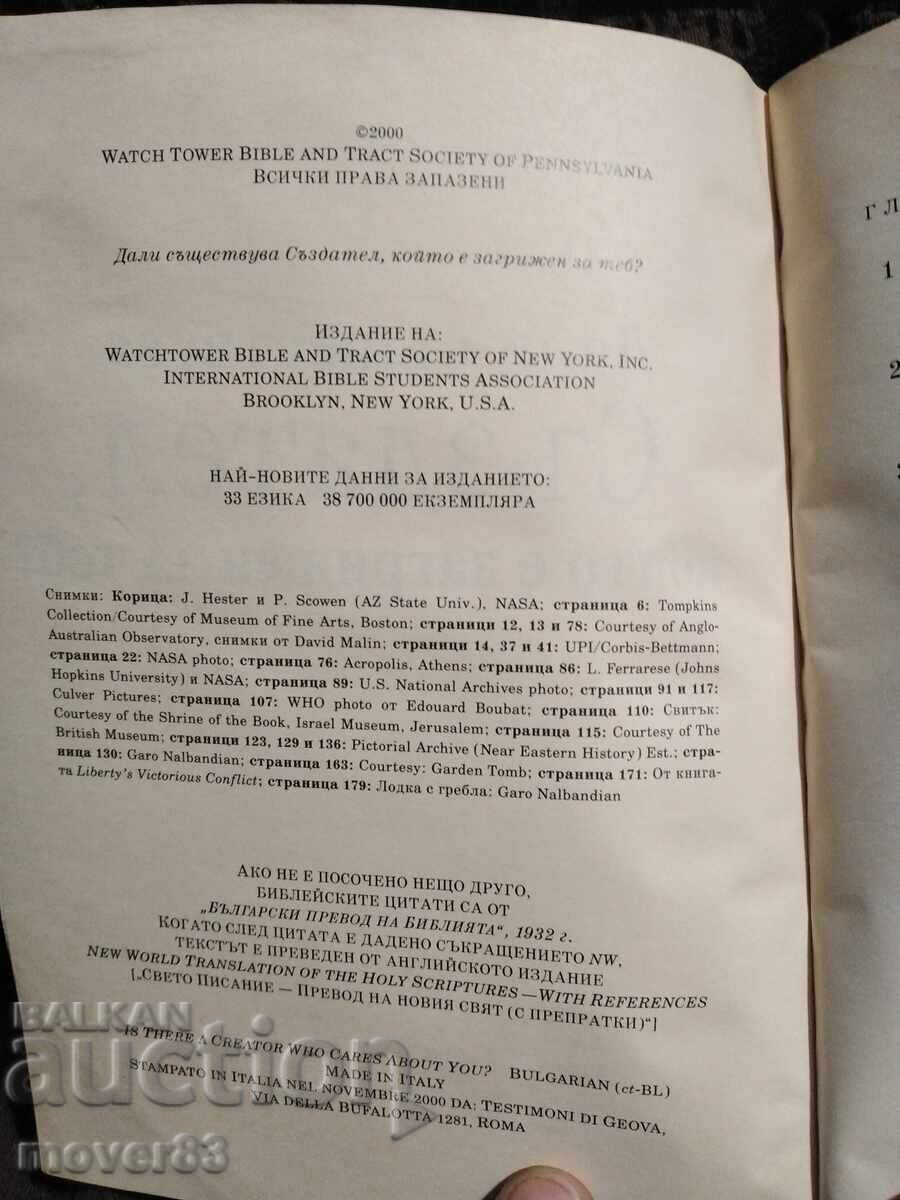 ©2000
WATCH TOWER BIBLE AND TRACT SOCIETY OF PENNSYLVANIA
ВСИЧКИ ПРАВА ЗАПАЗЕНИ
Дали съществува Създател, който е загрижен за теб?
ИЗДАНИЕ НА:
WATCHTOWER BIBLE AND TRACT SOCIETY OF NEW YORK, INC.
INTERNATIONAL BIBLE STUDENTS ASSOCIATION
BROOKLYN, NEW YORK, U.S.A.
НАЙ-НОВИТЕ ДАННИ ЗА ИЗДАНИЕТО:
33 ЕЗИКА 38 700 000 ЕКЗЕМПЛЯРА
Снимки: Корица: J. Hester и P. Scowen (AZ State Univ.), NASA; страница 6: Tompkins
Collection/Courtesy of Museum of Fine Arts, Boston; страници 12, 13 и 78: Courtesy of Anglo-
Australian Observatory, снимки от David Malin; страници 14, 37 и 41: UPI/Corbis-Bettmann;
страница 22: NASA photo; страница 76: Acropolis, Athens; страница 86: L. Ferrarese (Johns
Hopkins University) и NASA; страница 89: U.S. National Archives photo; страници 91 и 117:
Culver Pictures; страница 107: WHO photo от Edouard Boubat; страница 110: Свитък:
Courtesy of the Shrine of the Book, Israel Museum, Jerusalem; страница 115: Courtesy of The
British Museum; страници 123, 129 и 136: Pictorial Archive (Near Eastern History) Est.; стра-
ница 130: Garo Nalbandian; страница 163: Courtesy: Garden Tomb; страница 171: От книга-
та Liberty's Victorious Conflict; страница 179: Лодка с гребла: Garo Nalbandian
АКО НЕ Е ПОСОЧЕНО НЕЩО ДРУГО,
БИБЛЕЙСКИТЕ ЦИТАТИ СА ОТ
„БЪЛГАРСКИ ПРЕВОД НА БИБЛИЯТА“, 1932 г.
КОГАТО СЛЕД ЦИТАТА Е ДАДЕНО СЪКРАЩЕНИЕТО NW,
ТЕКСТЪТ Е ПРЕВЕДЕН ОТ АНГЛИЙСКОТО ИЗДАНИЕ
NEW WORLD TRANSLATION OF THE HOLY SCRIPTURES—WITH REFERENCES
[„СВЕТО ПИСАНИЕ — ПРЕВОД НА НОВИЯ СВЯТ (С ПРЕПРАТКИ)“]
IS THERE A CREATOR WHO CARES ABOUT YOU? BULGARIAN (ct-BL)
MADE IN ITALY
STAMPATO IN ITALIA NEL NOVEMBRE 2000 DA: TESTIMONI DI GEOVA,
VIA DELLA BUFALOTTA 1281, ROMA
ГЛ
1
2
3
BALKAN
auction
mover83